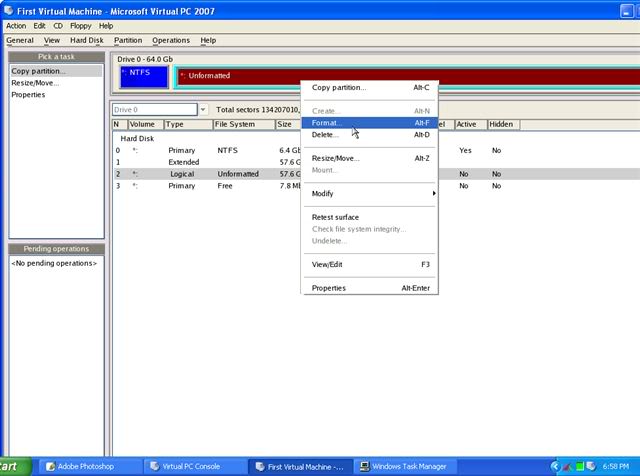 First Virtual Machine - Microsoft Virtual PC 2007
Action Edit CD Floppy Help
General View Hard Disk Partition Operations Help
Pick a task
Copy partition...
Resize/Move...
Properties
Drive 0 - 64.0 Gb
*: NTFS
*: Unformatted
Drive 0
Total sectors 134207010,
N Volume Type File System Size Active Hidden
Hard Disk
0 *: Primary NTFS 6.4 Gb Yes No
1 Extended 57.6
2 *: Logical Unformatted 57.6 No No
3 *: Primary Free 7.8 No No
Copy partition... Alt-C
Create... Alt-N
Format... Alt-F
Delete... Alt-D
Resize/Move... Alt-Z
Mount...
Modify
Retest surface
Check file system integrity...
Undelete...
View/Edit F3
Properties Alt-Enter
Pending operations
<No pending operations>
tart
Adobe Photoshop
Virtual PC Console
First Virtual Machine -...
Windows Task Manager
6:58 PM